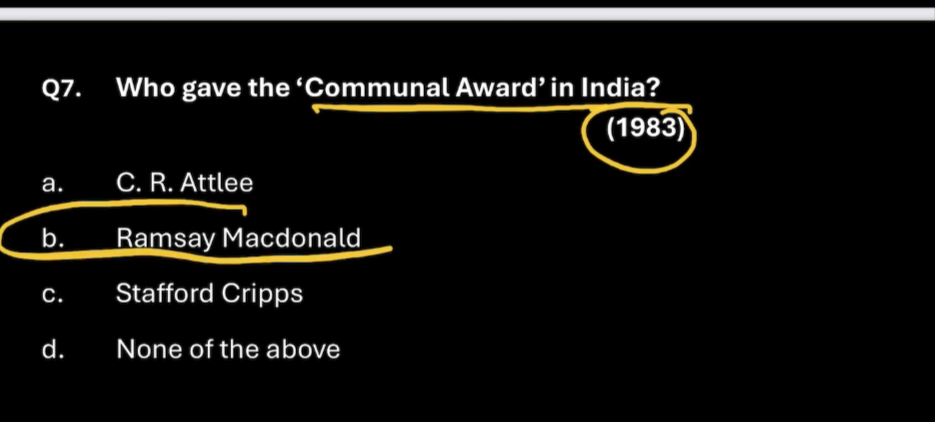 Q7. Who gave the ‘Communal Award’ in India?
(1983)
a. C. R. Attlee
b. Ramsay Macdonald
c. Stafford Cripps
d. None of the above